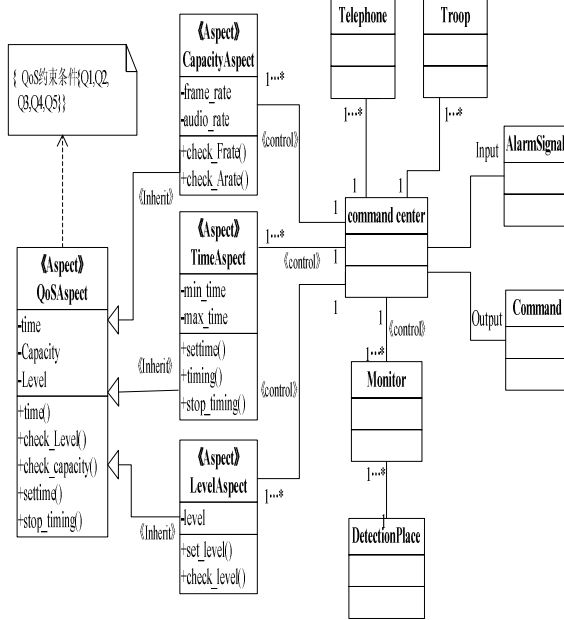 { QoS约束条件{Q1,Q2,
Q3,Q4,Q5}}
《Aspect》
CapacityAspect
-frame_rate
-audio_rate
+check_Frate()
+check_Arate()
1…*
《control》
《Inherit》
Telephone
1…*
1
Troop
1…*
1
AlarmSignal
Input
command center
1
1
1
1
《Aspect》
TimeAspect
-min_time
-max_time
+settime()
+timing()
+stop_timing()
1…*
《control》
《Inherit》
《Aspect》
QoSAspect
-time
-Capacity
-Level
+time()
+check_Level()
+check_capacity()
+settime()
+stop_timing()
Command
Output
《control》
1…*
Monitor
1…*
1
DetectionPlace
《control》
《Aspect》
LevelAspect
-level
+set_level()
+check_level()
1…*
《Inherit》